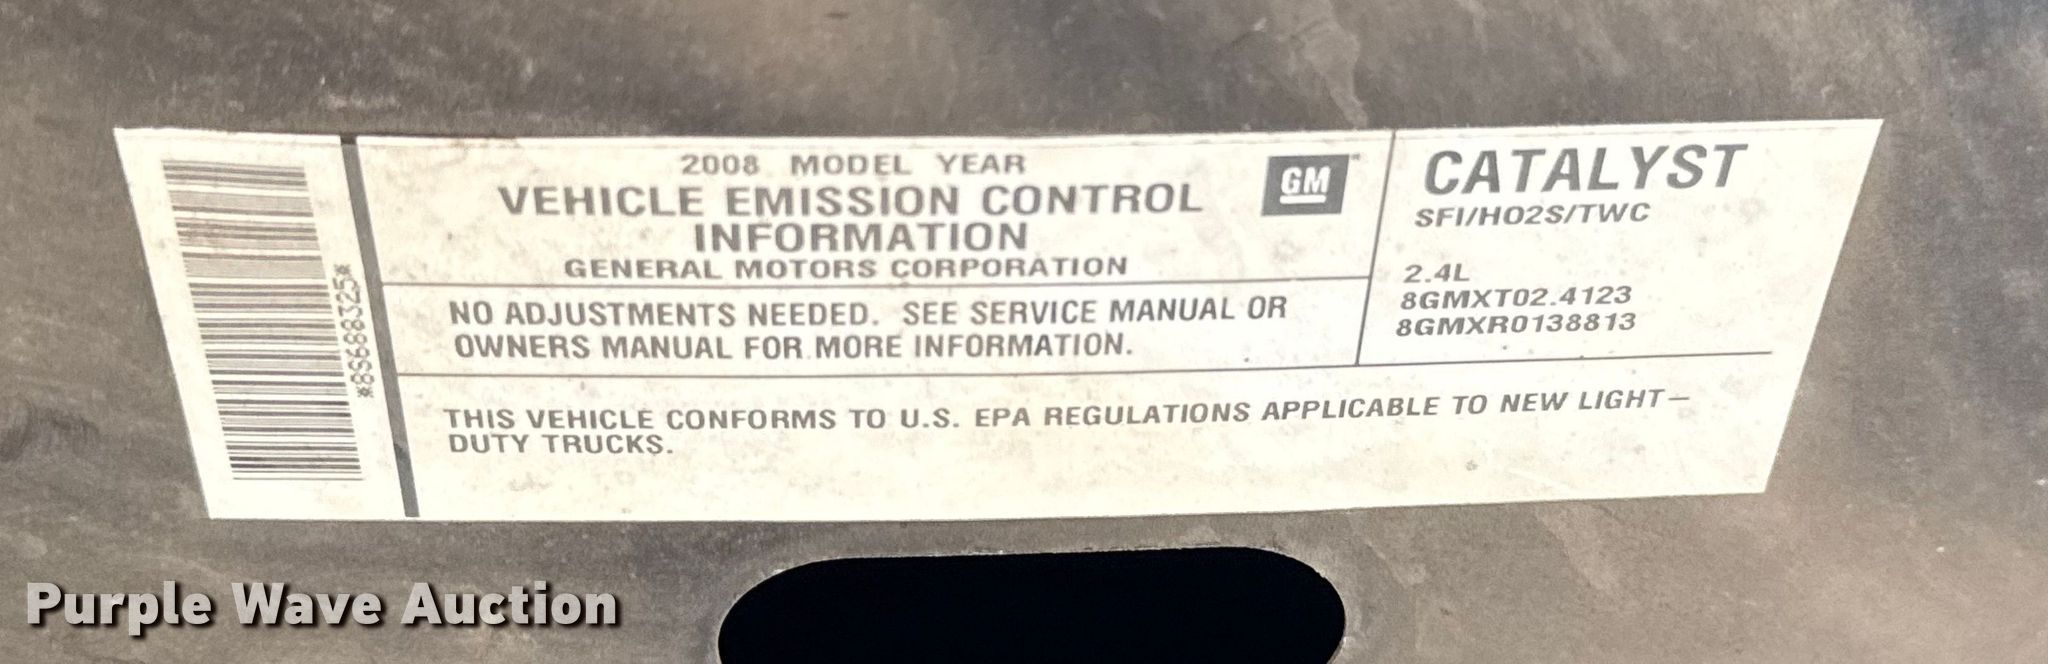 2008 MODEL YEAR
VEHICLE EMISSION CONTROL
INFORMATION
GENERAL MOTORS CORPORATION
GM
NO ADJUSTMENTS NEEDED. SEE SERVICE MANUAL OR
OWNERS MANUAL FOR MORE INFORMATION.
CATALYST
SFI/HO2S/TWC
2.4L
8GMXT02.4123
8GMXR0138813
THIS VEHICLE CONFORMS TO U.S. EPA REGULATIONS APPLICABLE TO NEW LIGHT—
DUTY TRUCKS.
*89688325*
Purple Wave Auction